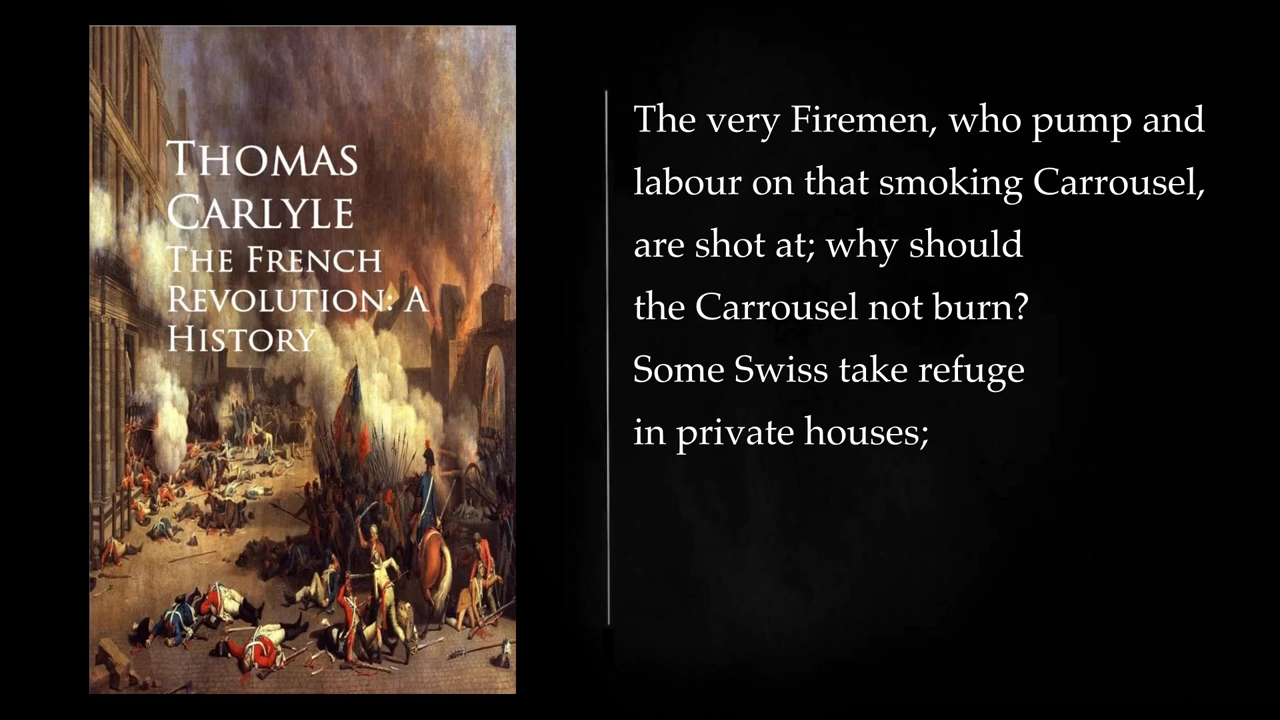 THOMAS
CARLYLE
THE FRENCH
REVOLUTION: A
HISTORY
The very Firemen, who pump and
labour on that smoking Carrousel,
are shot at; why should
the Carrousel not burn?
Some Swiss take refuge
in private houses;